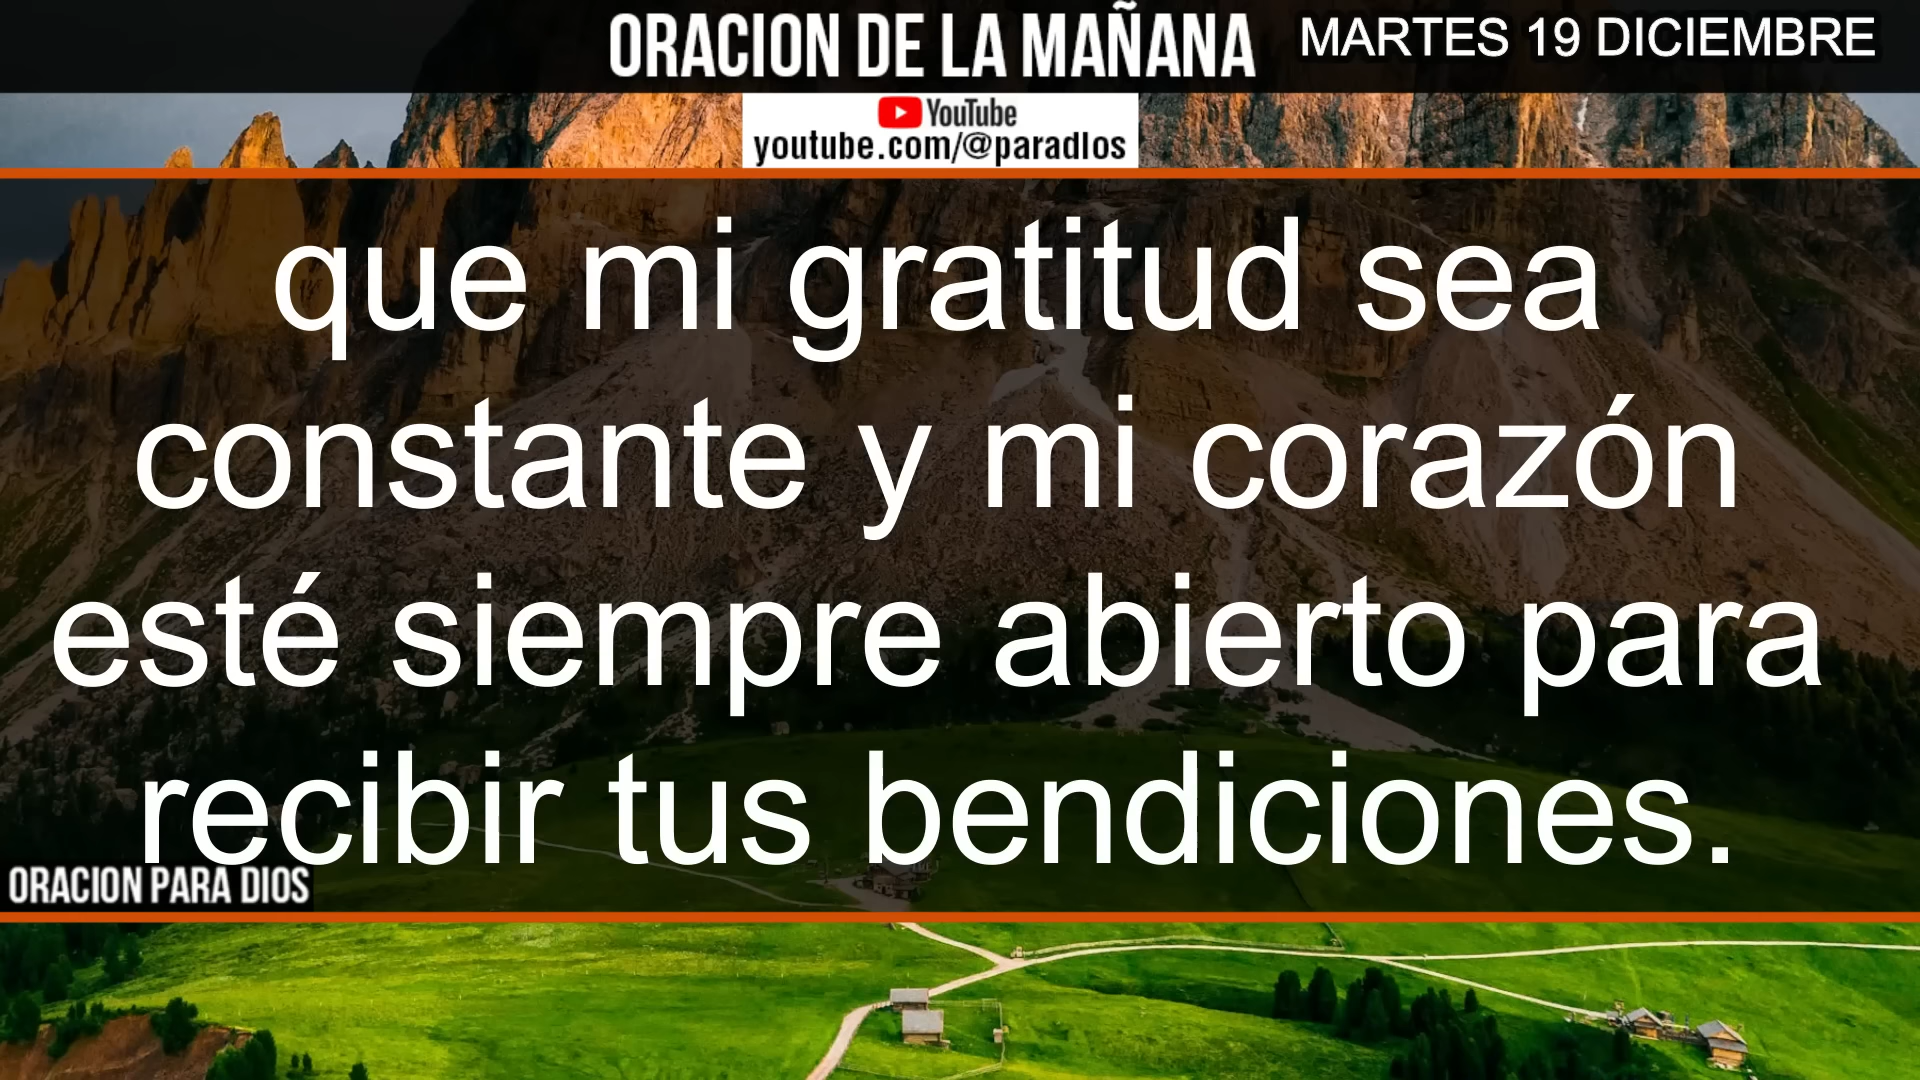 ORACION DE LA MAÑANA
MARTES 19 DICIEMBRE
YouTube
youtube.com/@paradIos
que mi gratitud sea
constante y mi corazón
esté siempre abierto para
recibir tus bendiciones.
ORACION PARA DIOS